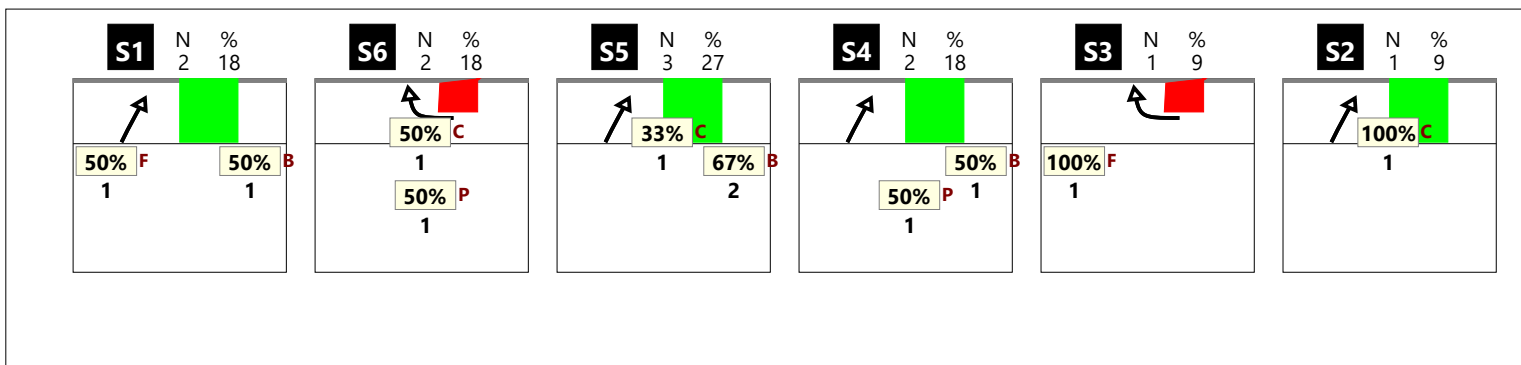 S1 N %
2 18
50% F 50% B
1 1
S6 N %
2 18
50% C
1
50% P
1
S5 N %
3 27
33% C
1
67% B
2
S4 N %
2 18
50% B
1
50% P
1
S3 N %
1 9
100% F
1
S2 N %
1 9
100% C
1